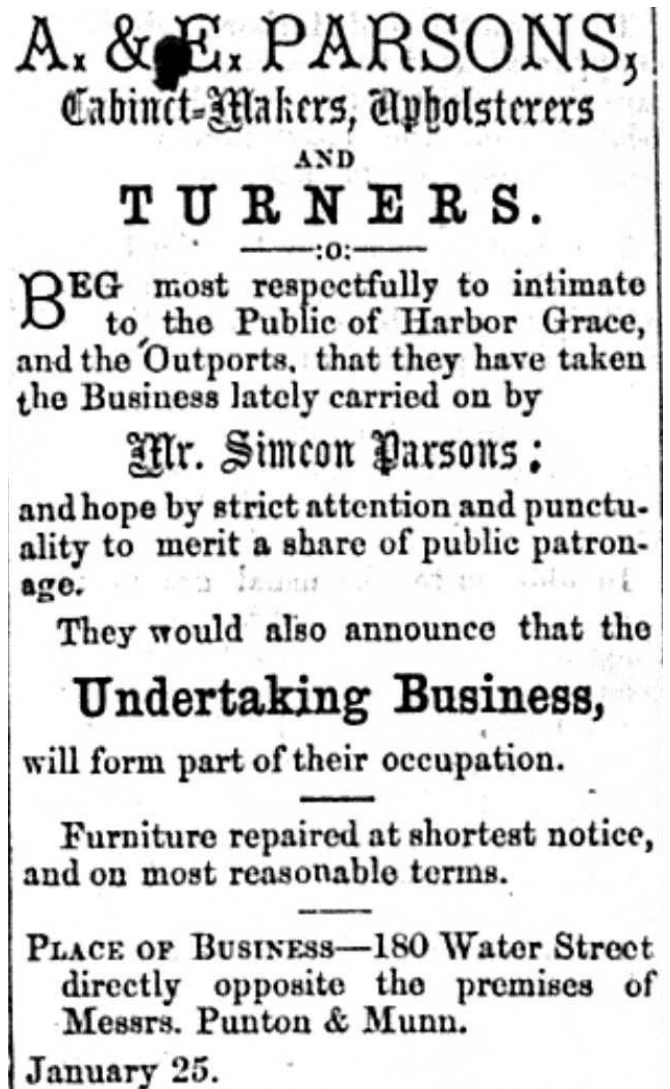 A. & E. PARSONS,
Cabinet-Makers, Upholsterers
AND
TURNERS.
:o:
BEG most respectfully to intimate
to the Public of Harbor Grace,
and the Outports, that they have taken
the Business lately carried on by
Mr. Simeon Parsons;
and hope by strict attention and punctu-
ality to merit a share of public patron-
age.
They would also announce that the
Undertaking Business,
will form part of their occupation.
Furniture repaired at shortest notice,
and on most reasonable terms.
PLACE OF BUSINESS—180 Water Street
directly opposite the premises of
Messrs. Punton & Munn.
January 25.